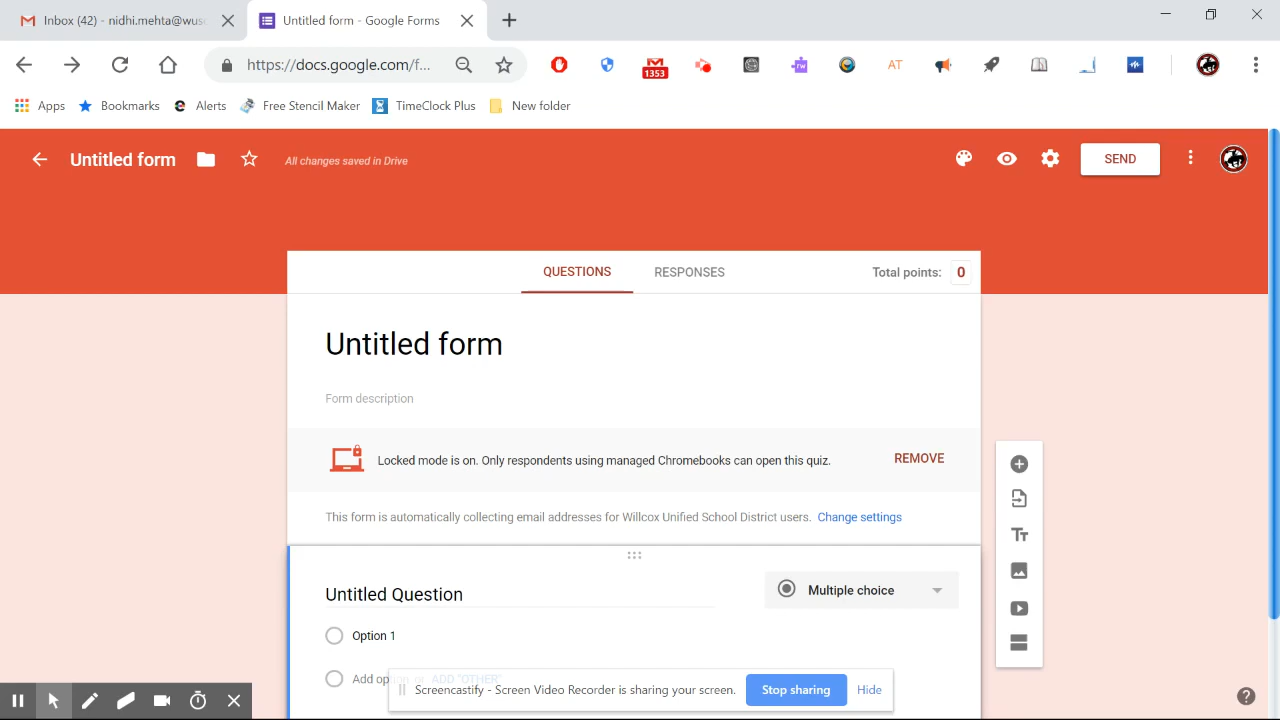 Inbox (42) - nidhi.mehta@wus
Untitled form - Google Forms
https://docs.google.com/f...
1353
rw
AT
Apps
Bookmarks
Alerts
Free Stencil Maker
TimeClock Plus
New folder
Untitled form
All changes saved in Drive
SEND
QUESTIONS
RESPONSES
Total points: 0
Untitled form
Form description
Locked mode is on. Only respondents using managed Chromebooks can open this quiz.
REMOVE
This form is automatically collecting email addresses for Willcox Unified School District users. Change settings
Untitled Question
Multiple choice
Option 1
Add option or ADD "OTHER"
Screencastify - Screen Video Recorder is sharing your screen.
Stop sharing
Hide